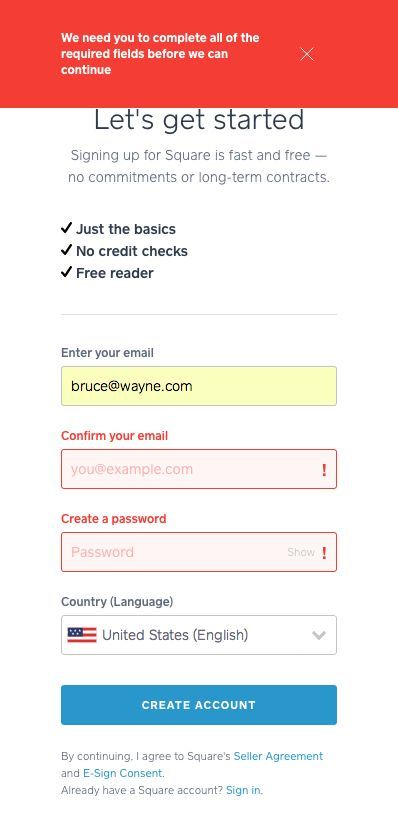 We need you to complete all of the
required fields before we can
continue
Let's get started
Signing up for Square is fast and free —
no commitments or long-term contracts.
Just the basics
No credit checks
Free reader
Enter your email
bruce@wayne.com
Confirm your email
you@example.com !
Create a password
Password Show !
Country (Language)
United States (English)
CREATE ACCOUNT
By continuing, I agree to Square's Seller Agreement
and E-Sign Consent.
Already have a Square account? Sign in.